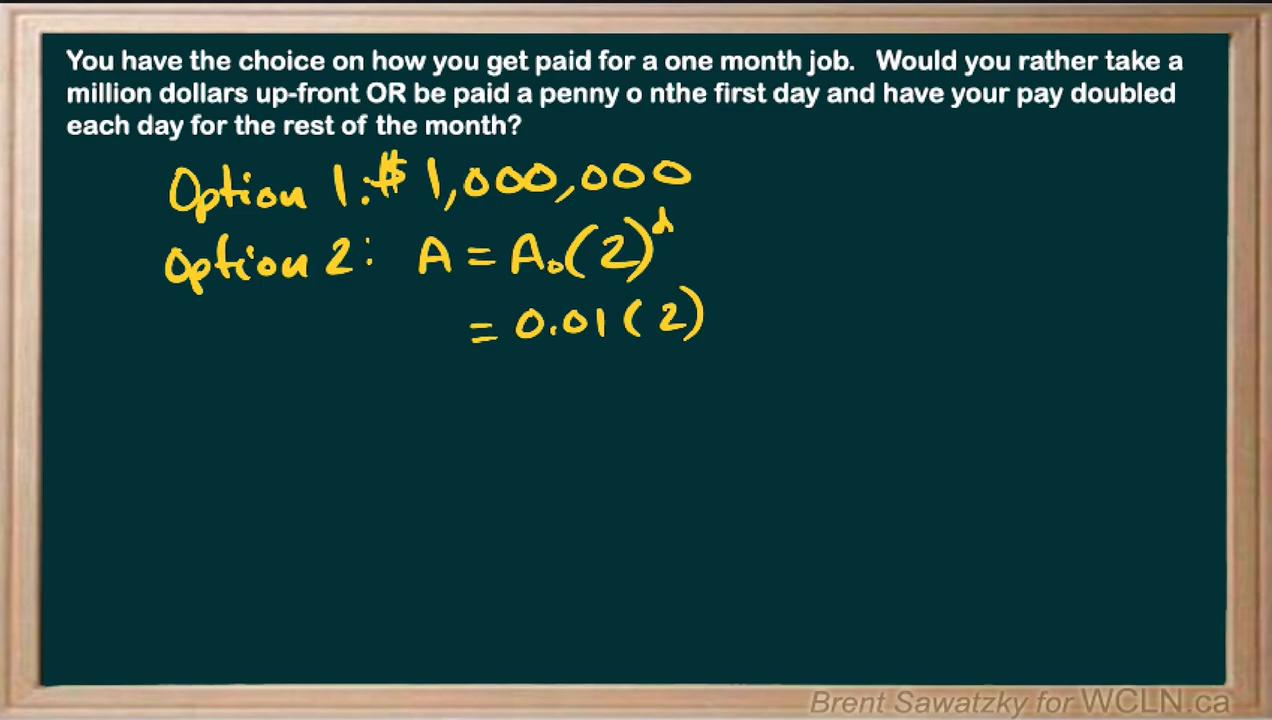 You have the choice on how you get paid for a one month job. Would you rather take a
million dollars up-front OR be paid a penny o nthe first day and have your pay doubled
each day for the rest of the month?
Option 1: $ 1,000,000
Option 2: A = A₀(2)^d
= 0.01(2)
Brent Sawatzky for WCLN.ca